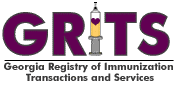 GRITS
Georgia Registry of Immunization
Transactions and Services